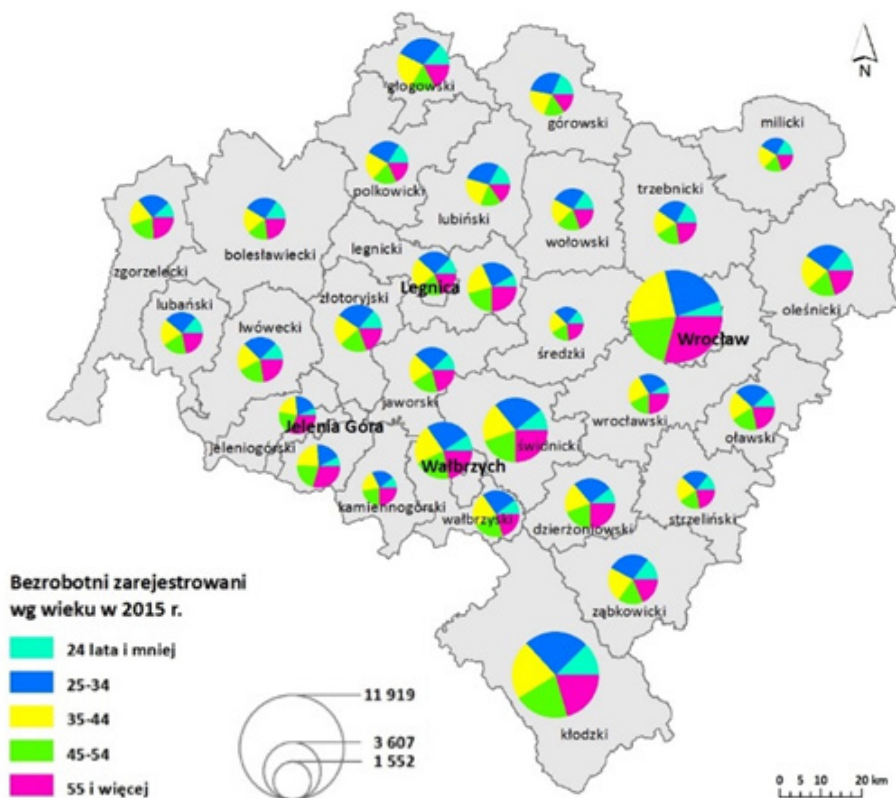 głogowski
N
górowski
milicki
polkowicki
lubiński
trzebnicki
wołowski
zgorzelecki
bolesławiecki
legnicki
Legnica
oleśnicki
lubański
lwówecki
złotoryjski
średzki
Wrocław
jaworski
wrocławski
oławski
jeleniogórski
Jelenia Góra
Wałbrzych
świdnicki
kamiennogórski
wałbrzyski
dzierżoniowski
strzeliński
ząbkowicki
kłodzki
Bezrobotni zarejestrowani
wg wieku w 2015 r.
24 lata i mniej
25-34
35-44
45-54
55 i więcej
11 919
3 607
1 552
0 5 10 20 km